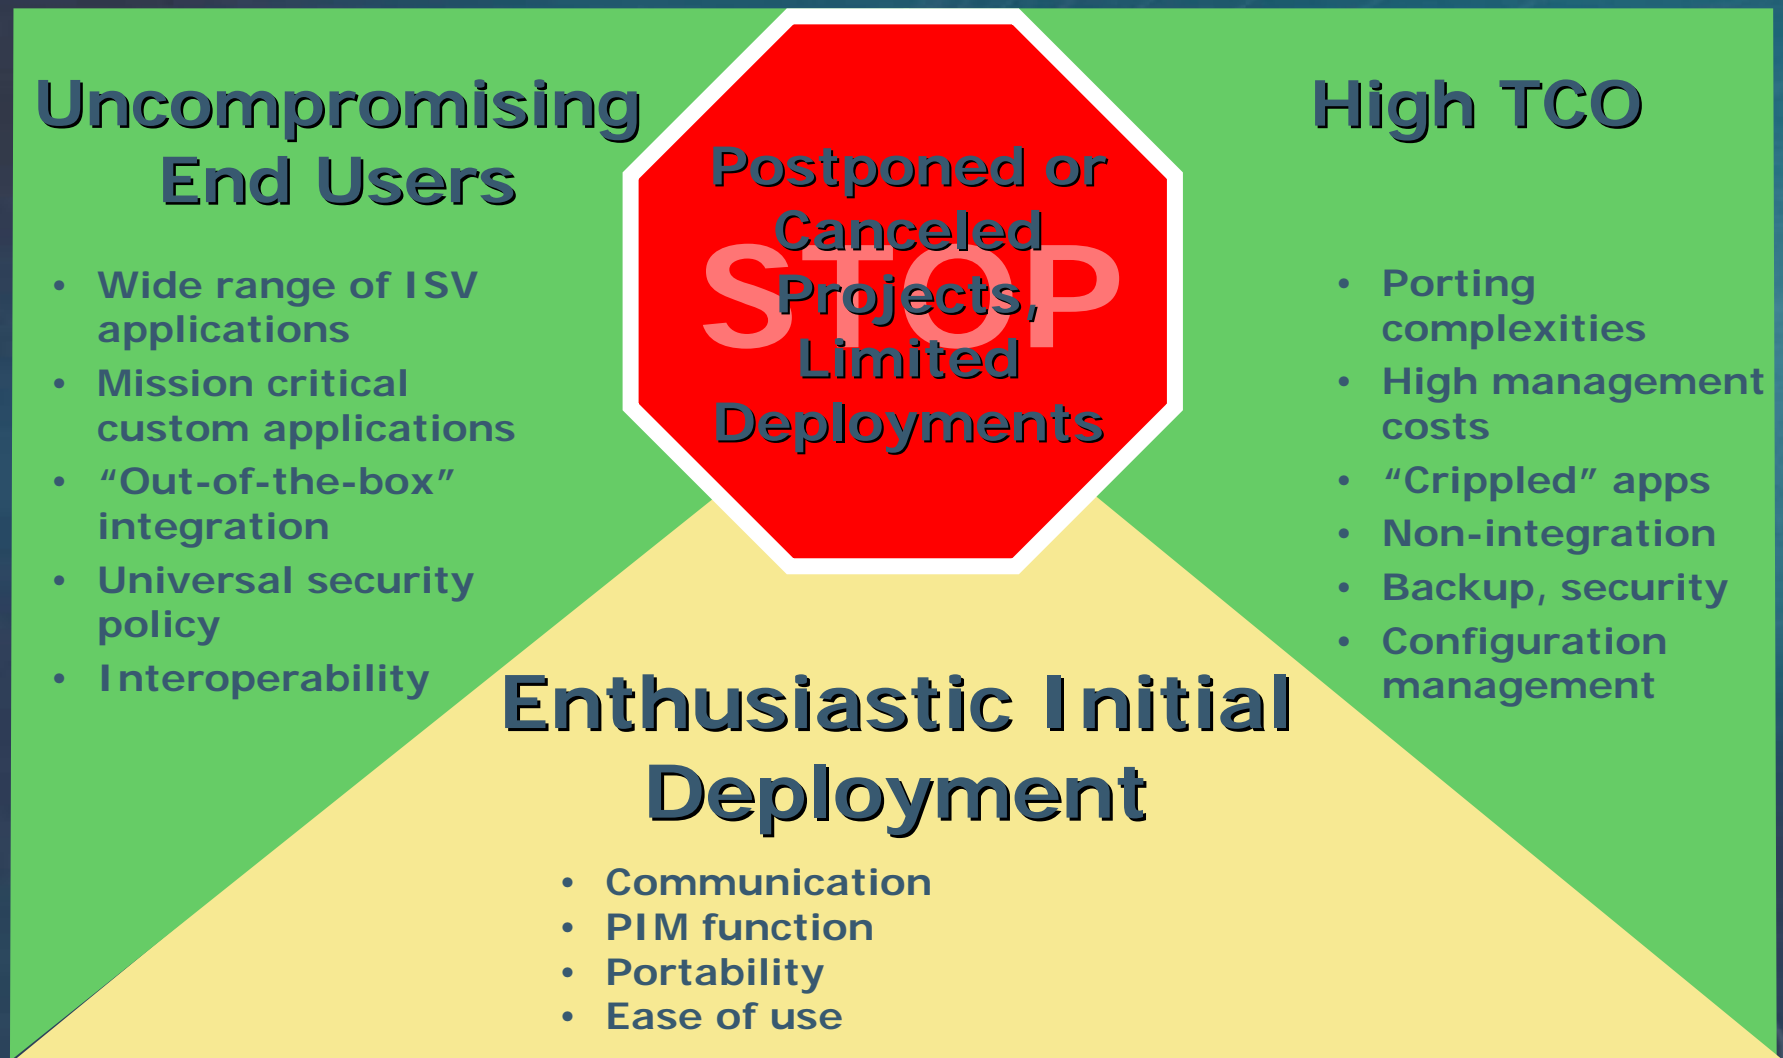 Uncompromising
End Users
• Wide range of ISV
applications
• Mission critical
custom applications
• “Out-of-the-box”
integration
• Universal security
policy
• Interoperability
STOP
Postponed or
Canceled
Projects,
Limited
Deployments
High TCO
• Porting
complexities
• High management
costs
• “Crippled” apps
• Non-integration
• Backup, security
• Configuration
management
Enthusiastic Initial
Deployment
• Communication
• PIM function
• Portability
• Ease of use